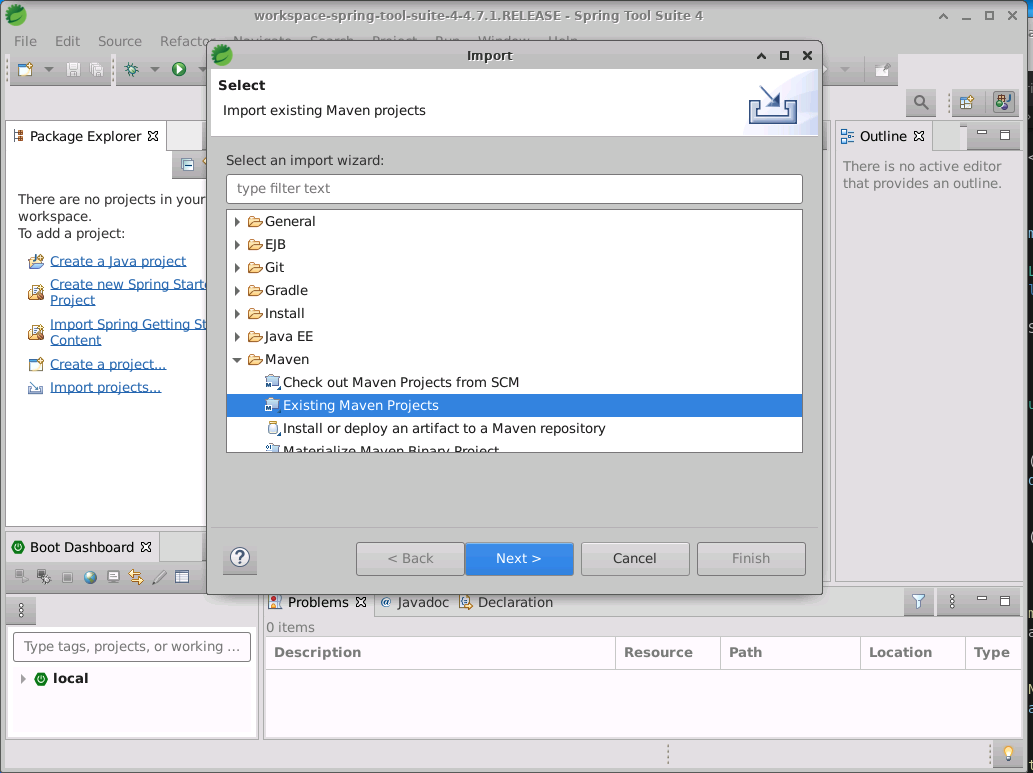 workspace-spring-tool-suite-4-4.7.1.RELEASE - Spring Tool Suite 4
File Edit Source Refactor Navigate Search Project Run Window Help
Import
Select
Import existing Maven projects
Select an import wizard:
type filter text
General
EJB
Git
Gradle
Install
Java EE
Maven
Check out Maven Projects from SCM
Existing Maven Projects
Install or deploy an artifact to a Maven repository
Materialize Maven Binary Project
< Back
Next >
Cancel
Finish
Package Explorer
There are no projects in your
workspace.
To add a project:
Create a Java project
Create new Spring Starte
Project
Import Spring Getting St
Content
Create a project...
Import projects...
Outline
There is no active editor
that provides an outline.
Boot Dashboard
Type tags, projects, or working ...
local
Problems
Javadoc
Declaration
0 items
Description Resource Path Location Type